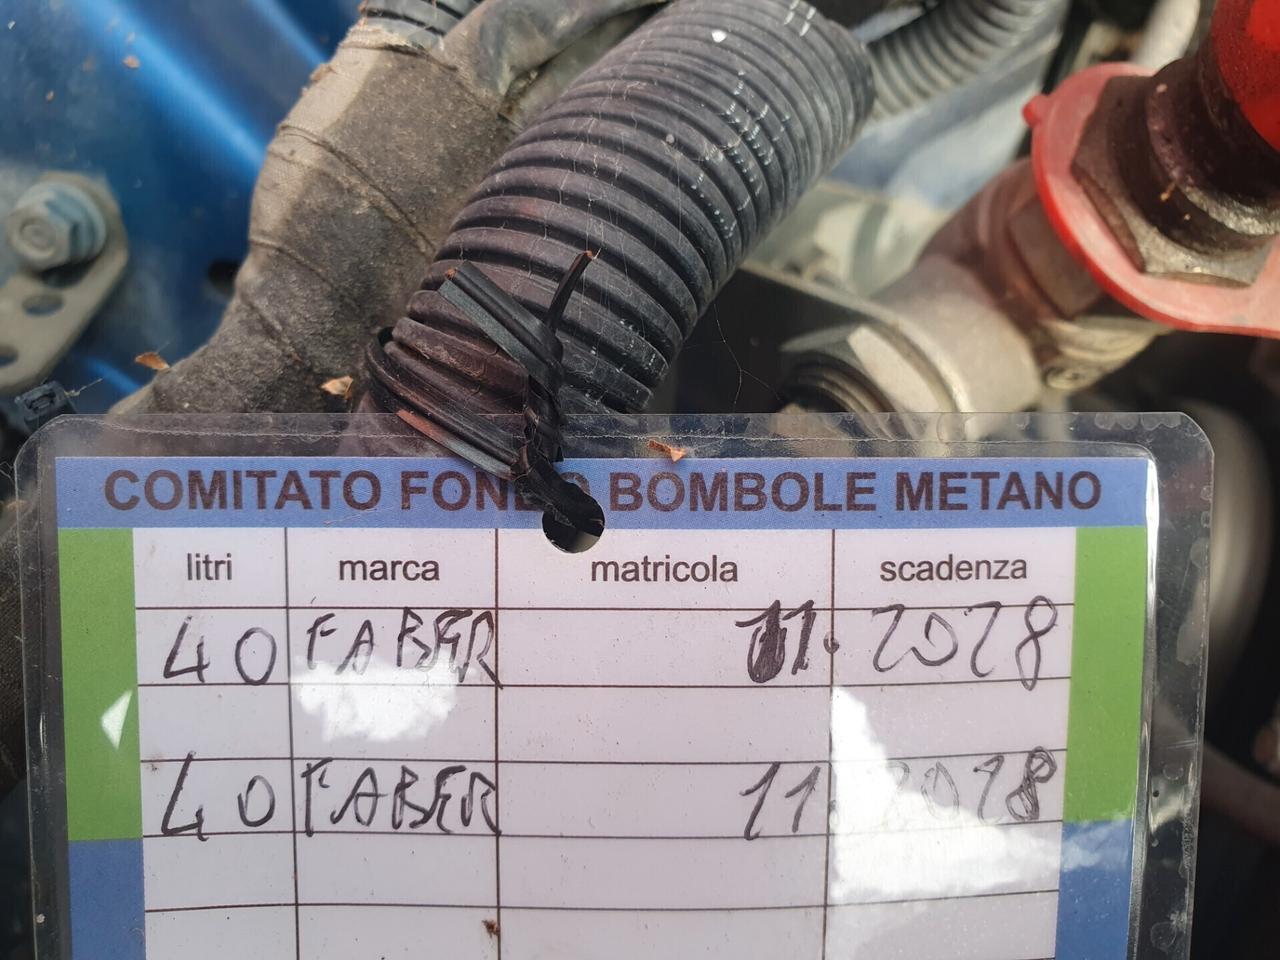 COMITATO FONDO BOMBOLE METANO
litri marca matricola scadenza
40 FABER 11. 2028
40 FABER 11. 2028